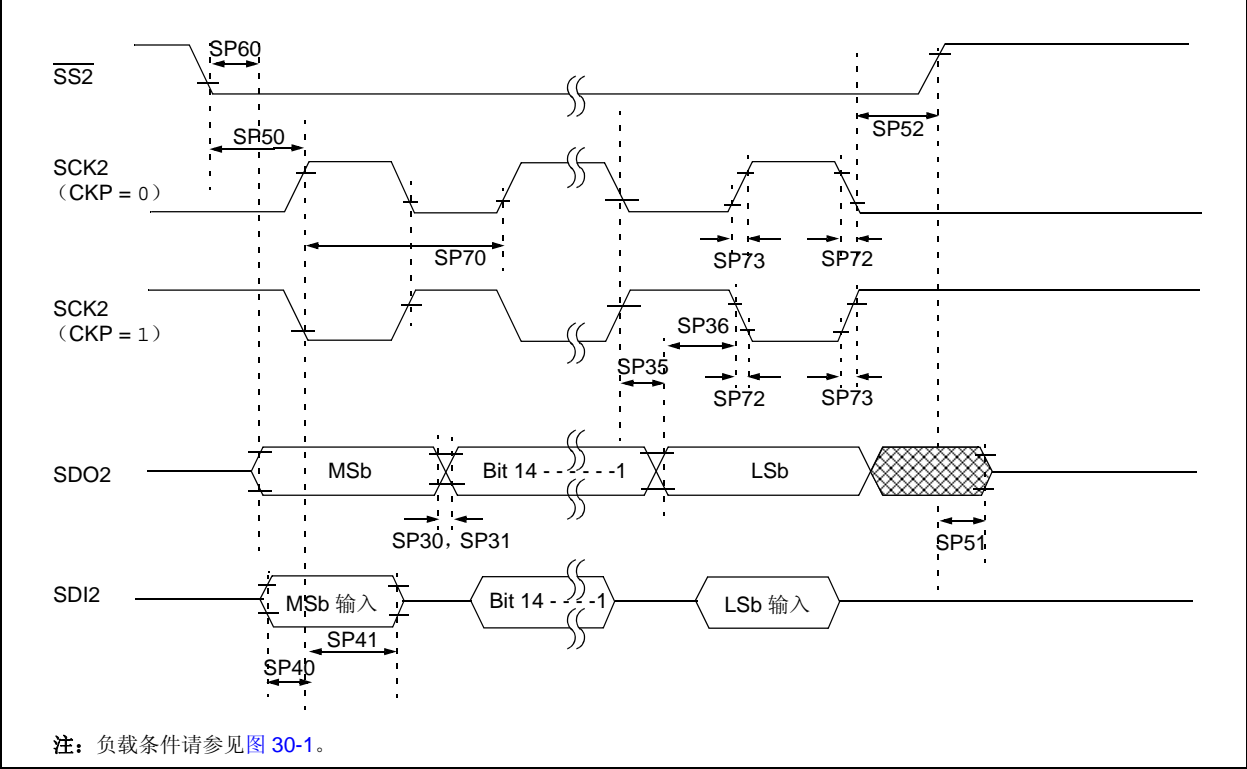 SP60
SS2
SP52
SP50
SCK2
（CKP = 0）
SP70
SP73
SP72
SCK2
（CKP = 1）
SP36
SP35
SP72
SP73
SDO2
MSb
Bit 14 - - - - - -1
LSb
SP30，SP31
SP51
SDI2
MSb 输入
Bit 14 - - - -1
LSb 输入
SP41
SP40
注：负载条件请参见图 30-1。